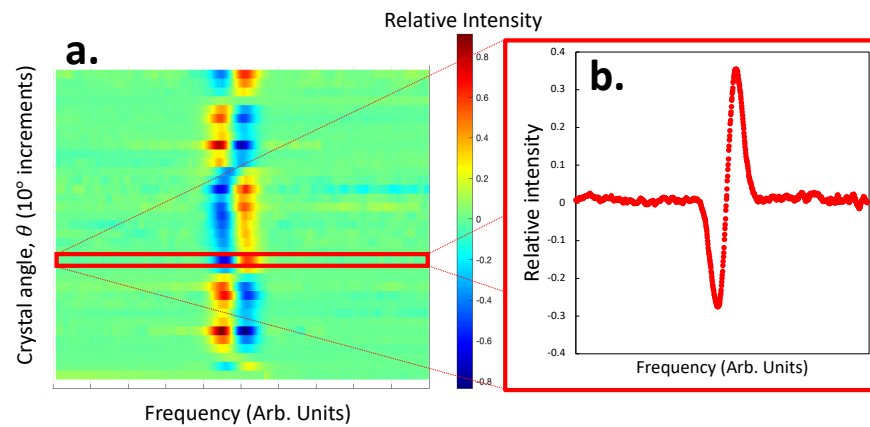 Relative Intensity
a.
Crystal angle, θ (10° increments)
Frequency (Arb. Units)
0.8
0.6
0.4
0.2
0
-0.2
-0.4
-0.6
-0.8
b.
Relative intensity
0.4
0.3
0.2
0.1
0
-0.1
-0.2
-0.3
-0.4
Frequency (Arb. Units)